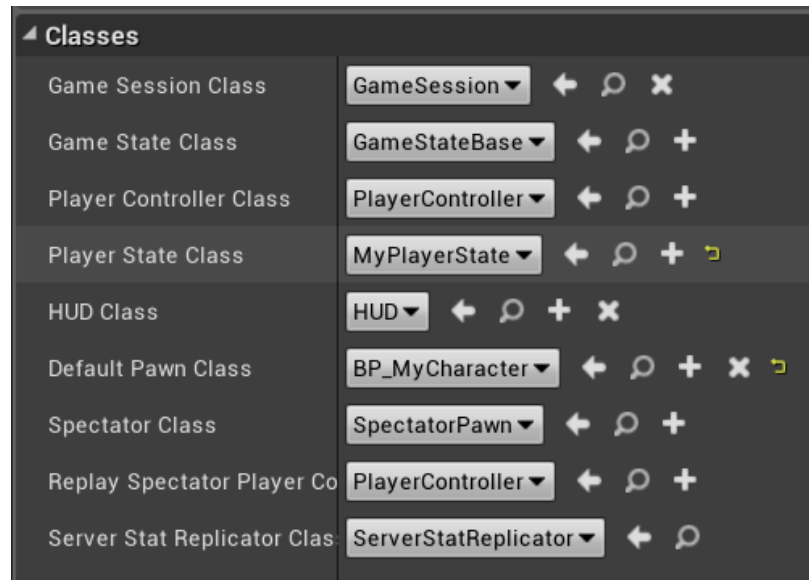 Classes
Game Session Class GameSession
Game State Class GameStateBase
Player Controller Class PlayerController
Player State Class MyPlayerState
HUD Class HUD
Default Pawn Class BP_MyCharacter
Spectator Class SpectatorPawn
Replay Spectator Player Co PlayerController
Server Stat Replicator Clas ServerStatReplicator